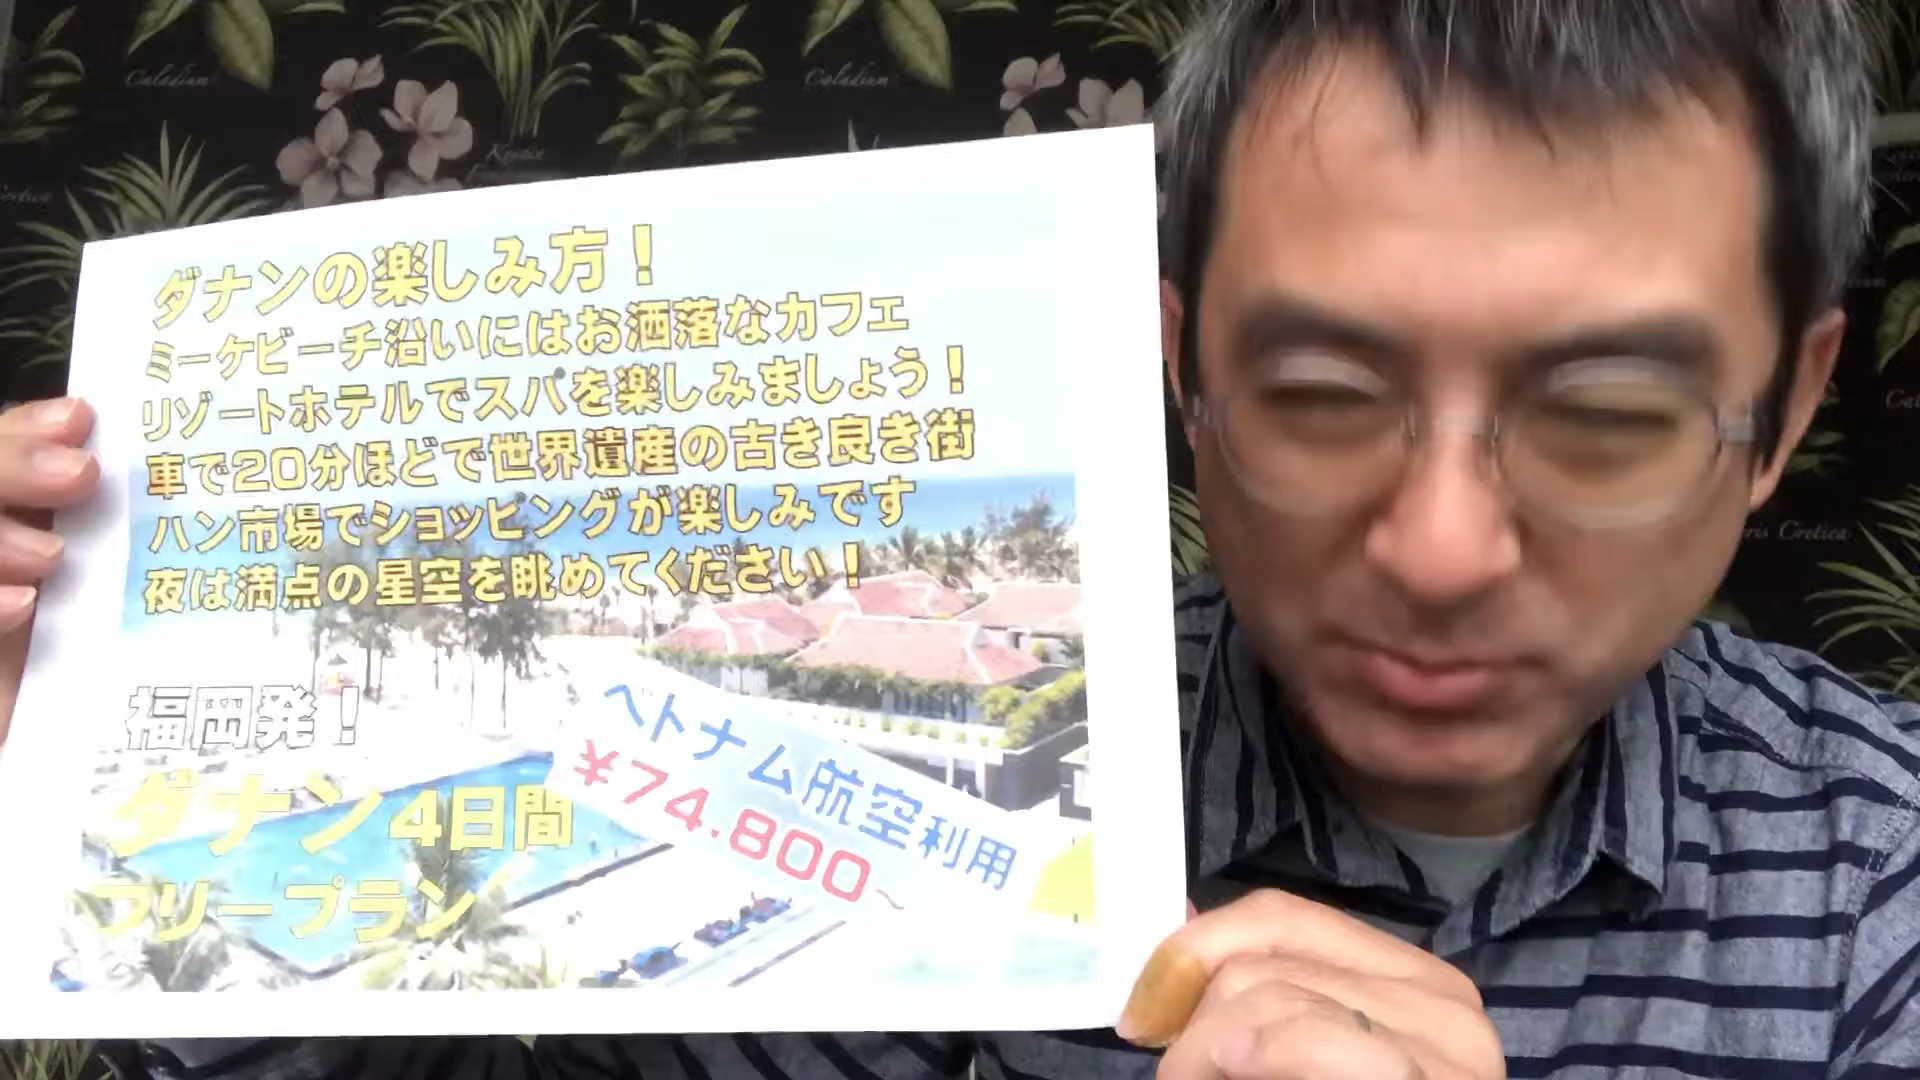 Caladium
Caladium
Kentia
Cretica
ダナンの楽しみ方！
ミーケビーチ沿いにはお洒落なカフェ
リゾートホテルでスパを楽しみましょう！
車で20分ほどで世界遺産の古き良き街
ハン市場でショッピングが楽しみです
夜は満点の星空を眺めてください！
福岡発！
ダナン4日間
フリープラン
ベトナム航空利用
¥74.800～
Cretica